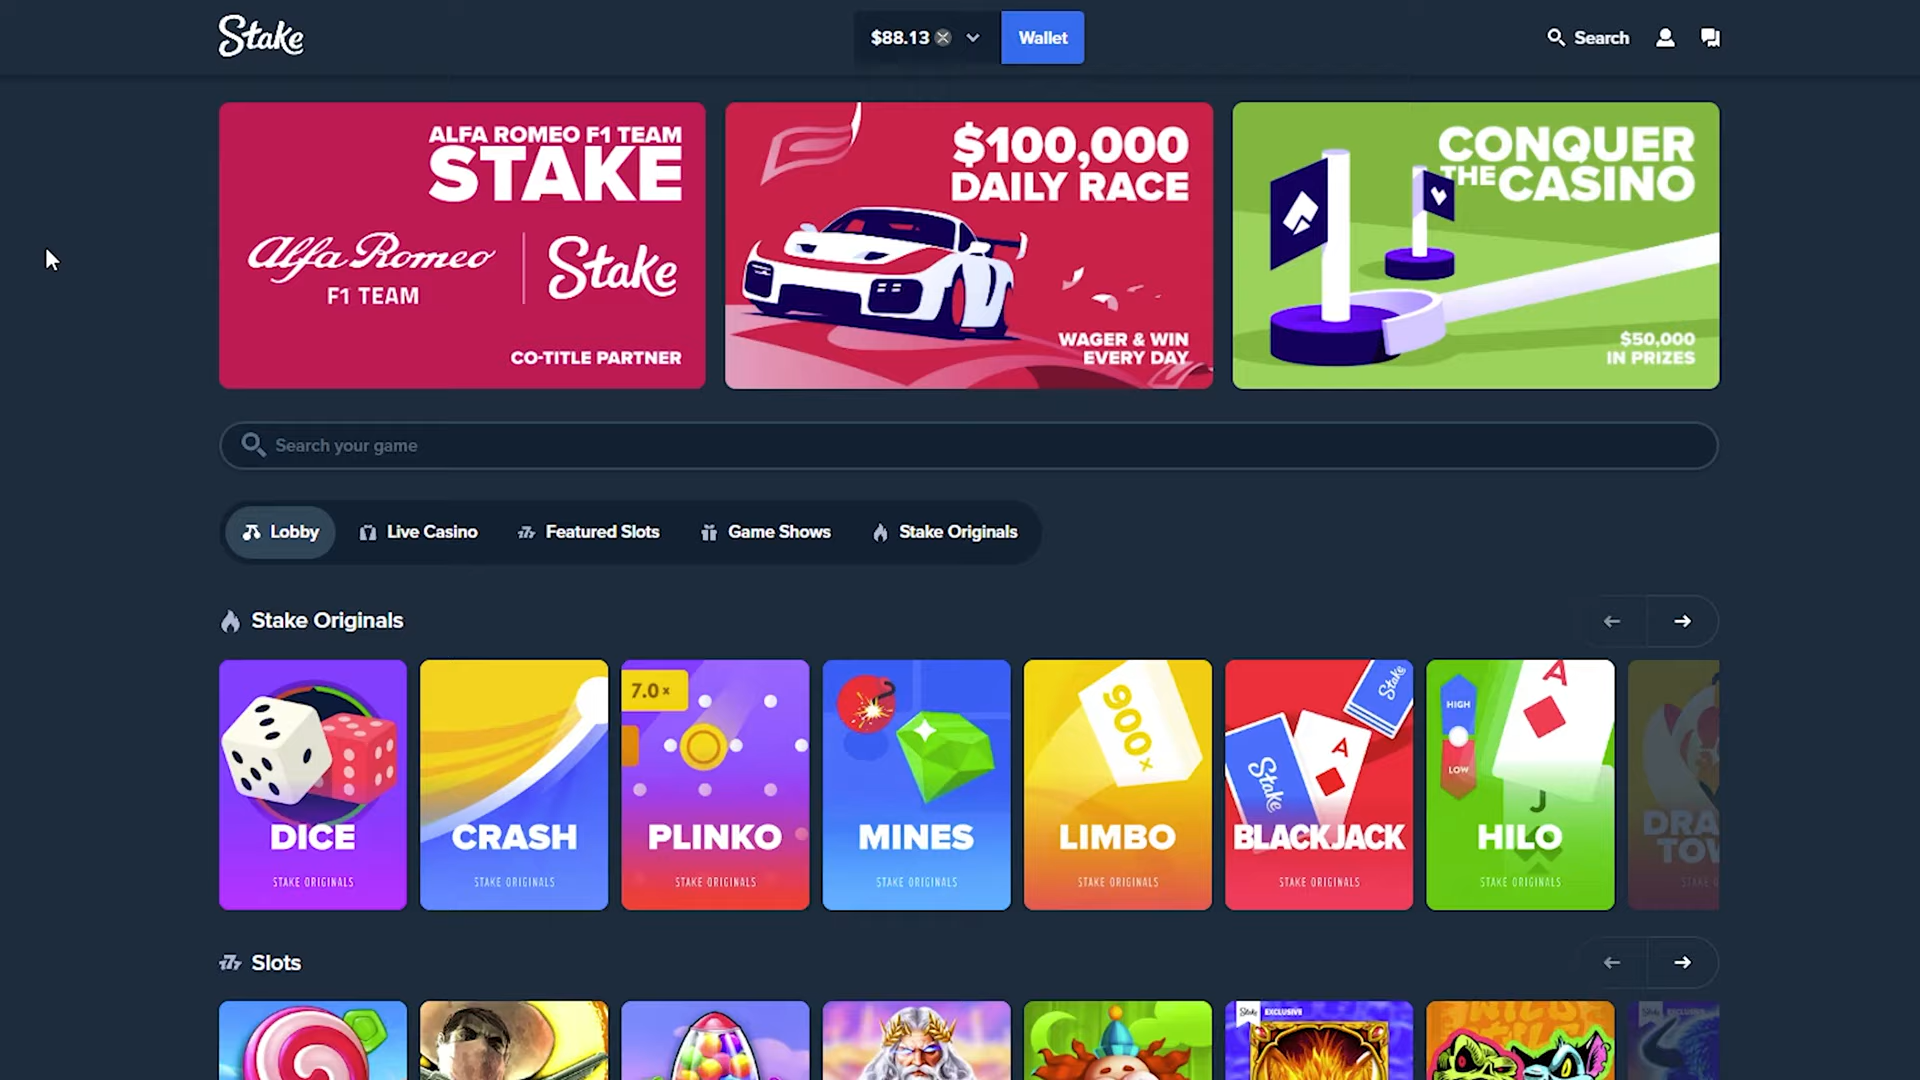 Stake
$88.13
Wallet
Search
ALFA ROMEO F1 TEAM
STAKE
Alfa Romeo
F1 TEAM
Stake
CO-TITLE PARTNER
$100,000
DAILY RACE
WAGER & WIN
EVERY DAY
CONQUER
THE CASINO
$50,000
IN PRIZES
Search your game
Lobby
Live Casino
Featured Slots
Game Shows
Stake Originals
Stake Originals
DICE
STAKE ORIGINALS
CRASH
STAKE ORIGINALS
7.0×
PLINKO
STAKE ORIGINALS
MINES
STAKE ORIGINALS
900×
LIMBO
STAKE ORIGINALS
Stake
Stake
A
BLACKJACK
STAKE ORIGINALS
HIGH
LOW
A
J
HILO
STAKE ORIGINALS
Slots
Stake
EXCLUSIVE